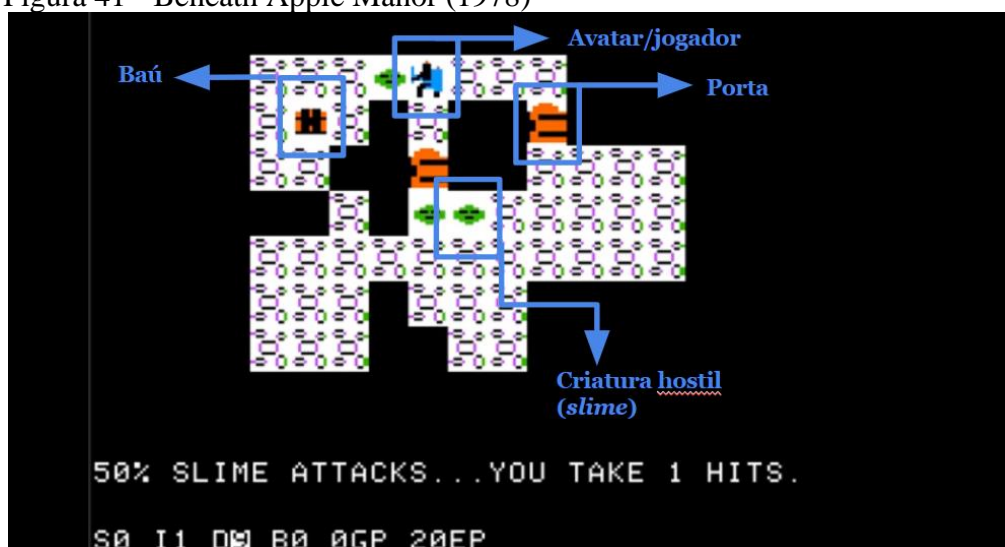 Figura 41 - Beneath Apple Manor (1978)
Avatar/jogador
Baú
Porta
Criatura hostil
(slime)
50% SLIME ATTACKS...YOU TAKE 1 HITS.
S0 I1 B0 0GP 20EP